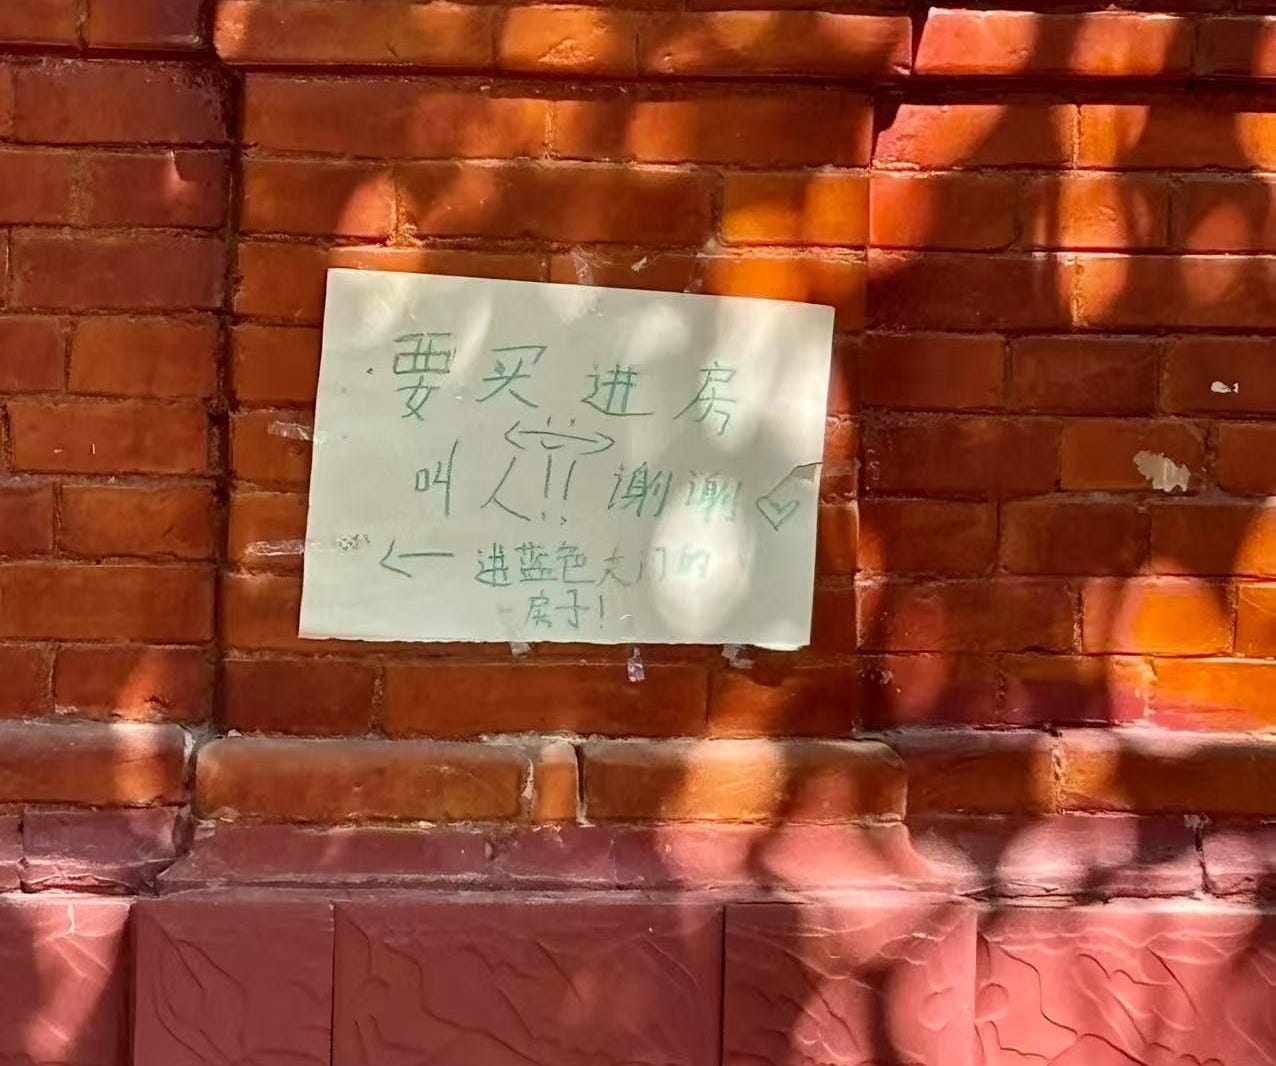 要买进房
叫人!! 谢谢♡
← 进蓝色大门的
房子!